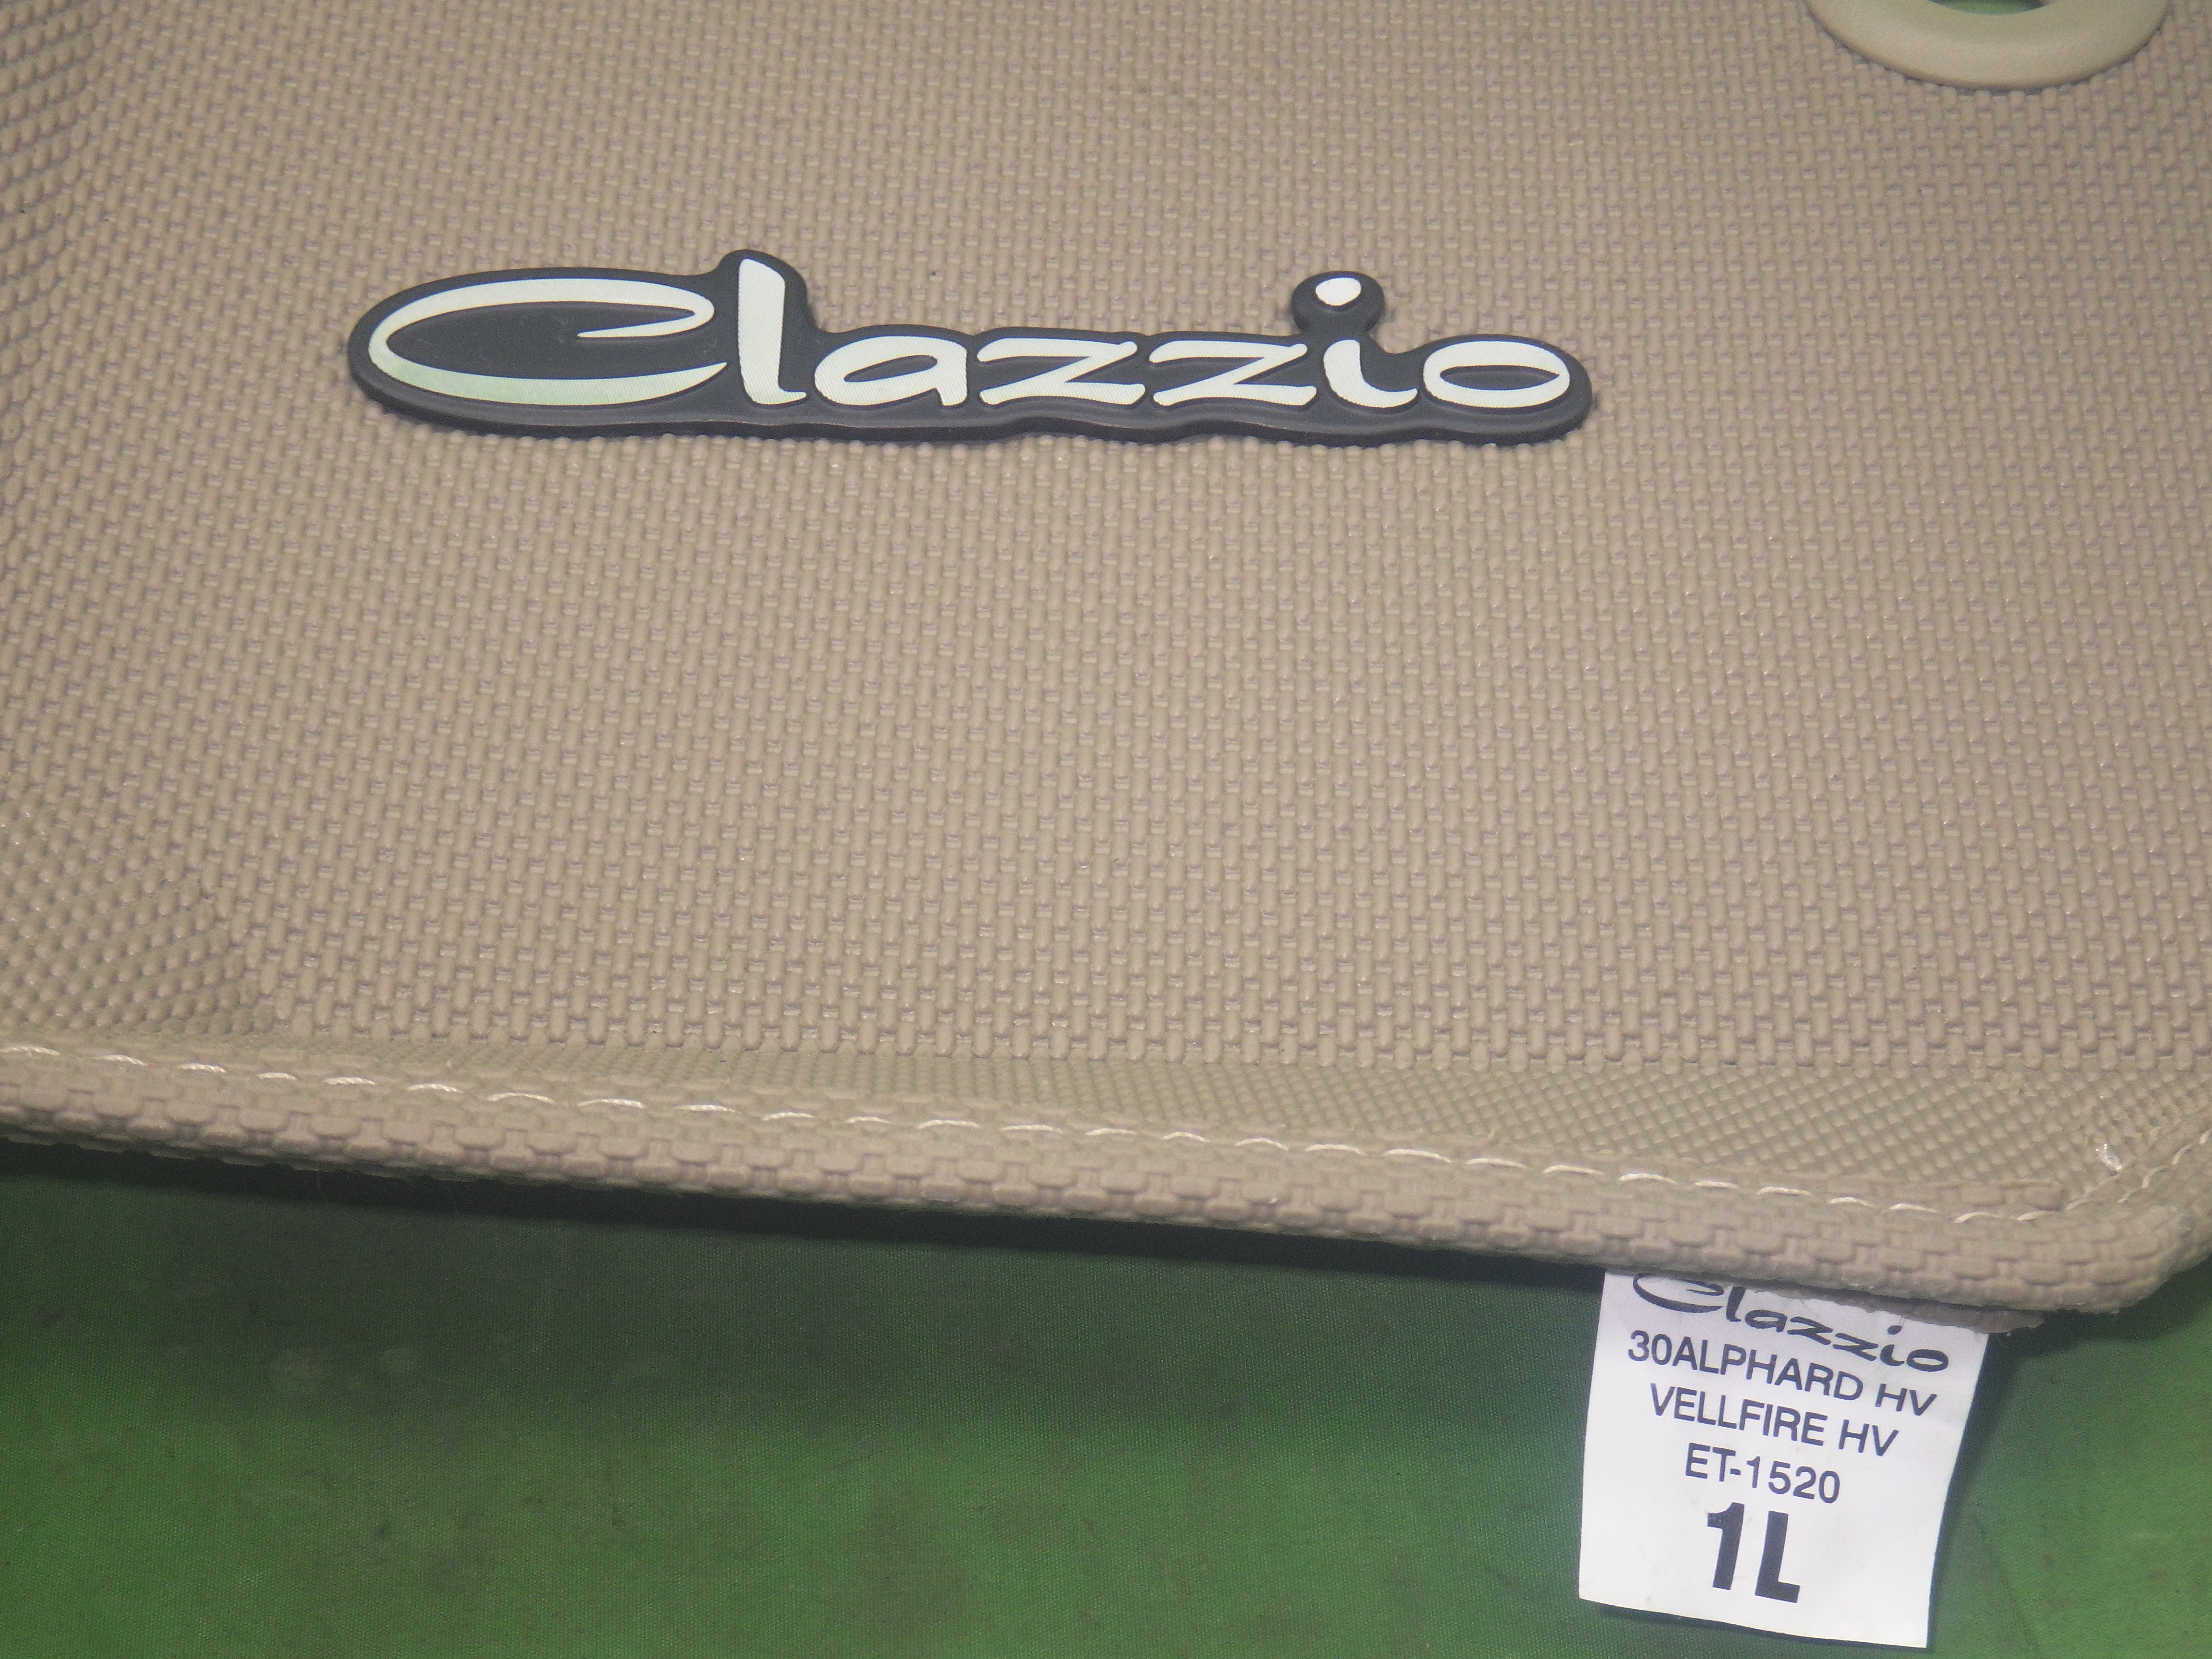 Clazzio
Clazzio
30ALPHARD HV
VELLFIRE HV
ET-1520
1L